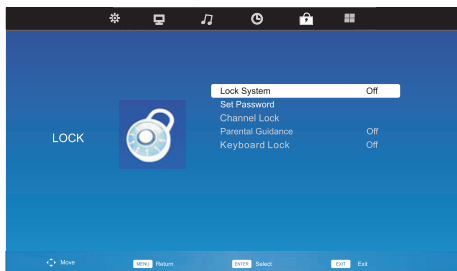 LOCK
Lock System Off
Set Password
Channel Lock
Parental Guidance Off
Keyboard Lock Off
Move MENU Return ENTER Select EXIT Exit